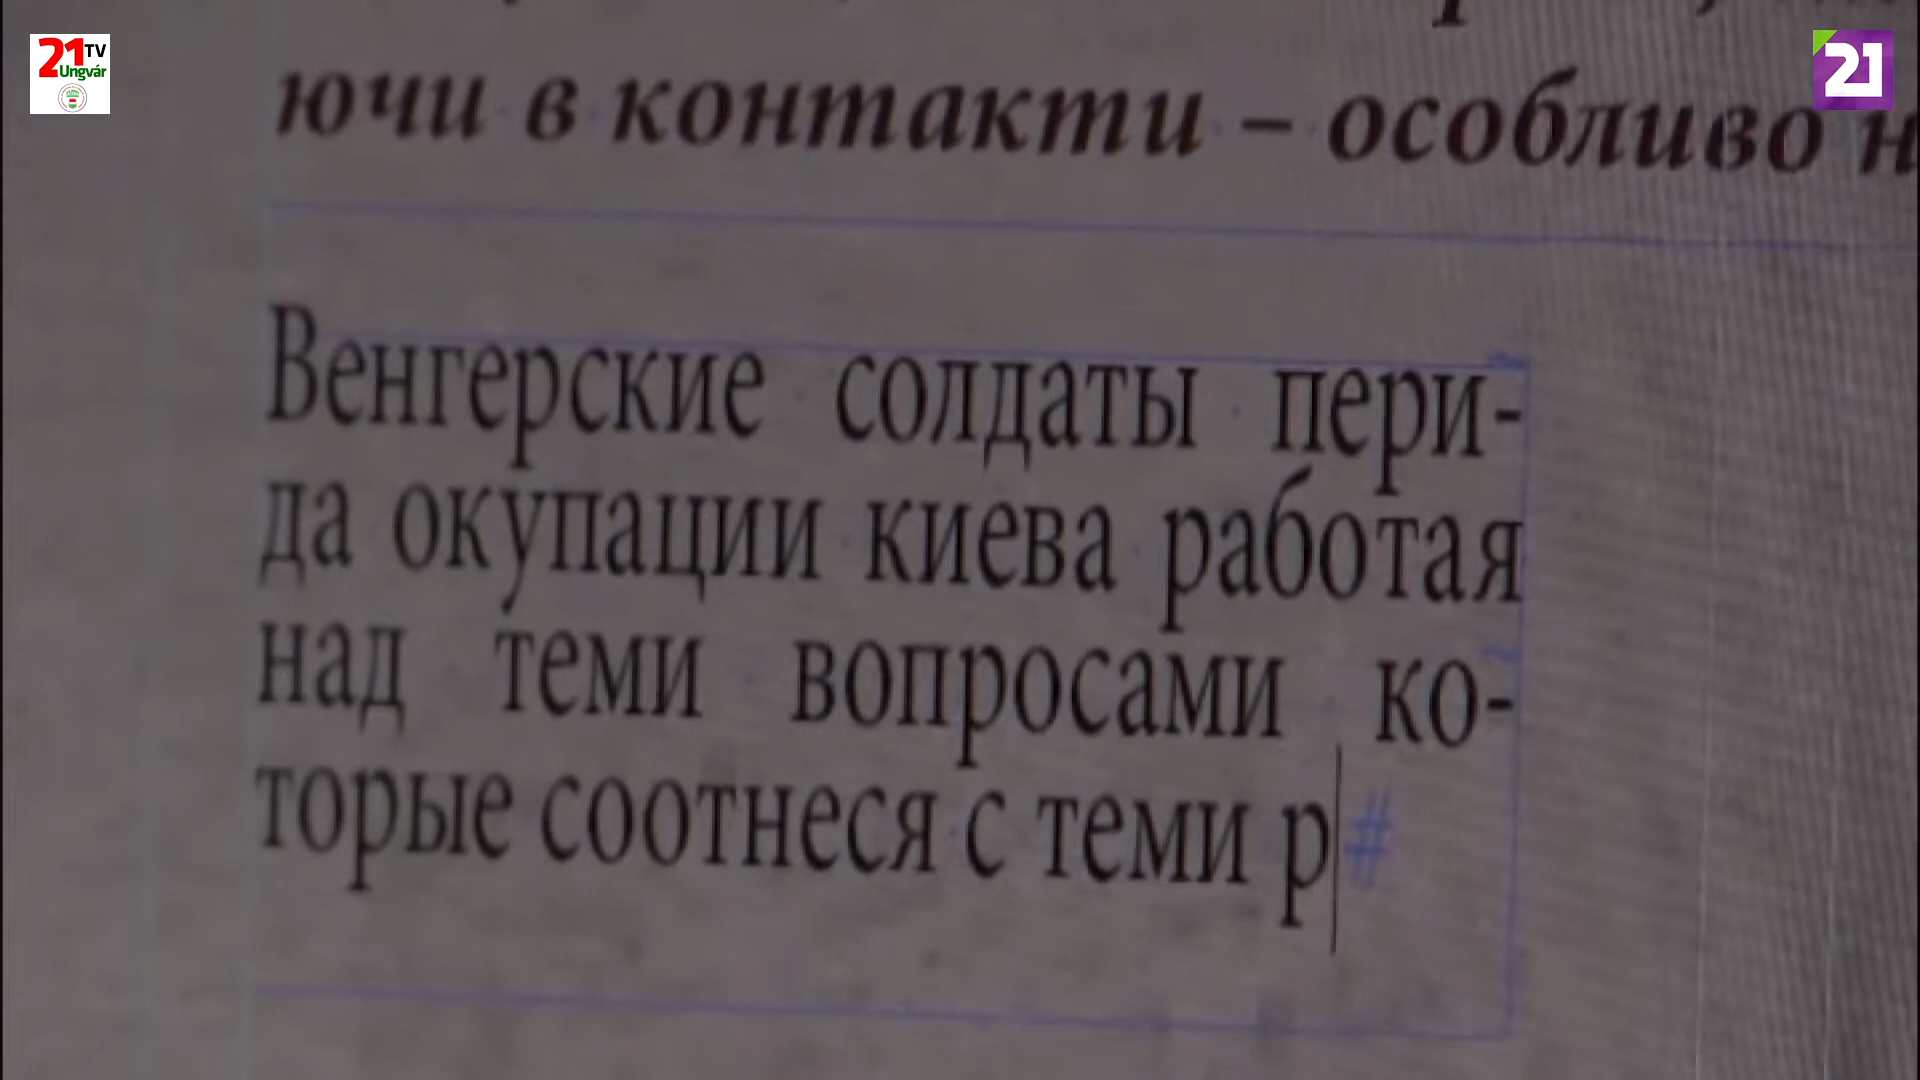 21 TV
Ungvár
21
ючи в контакти – особливо н
Венгерские солдаты пери-
да окупации киева работая
над теми вопросами ко-
торые соотнеся с теми р#